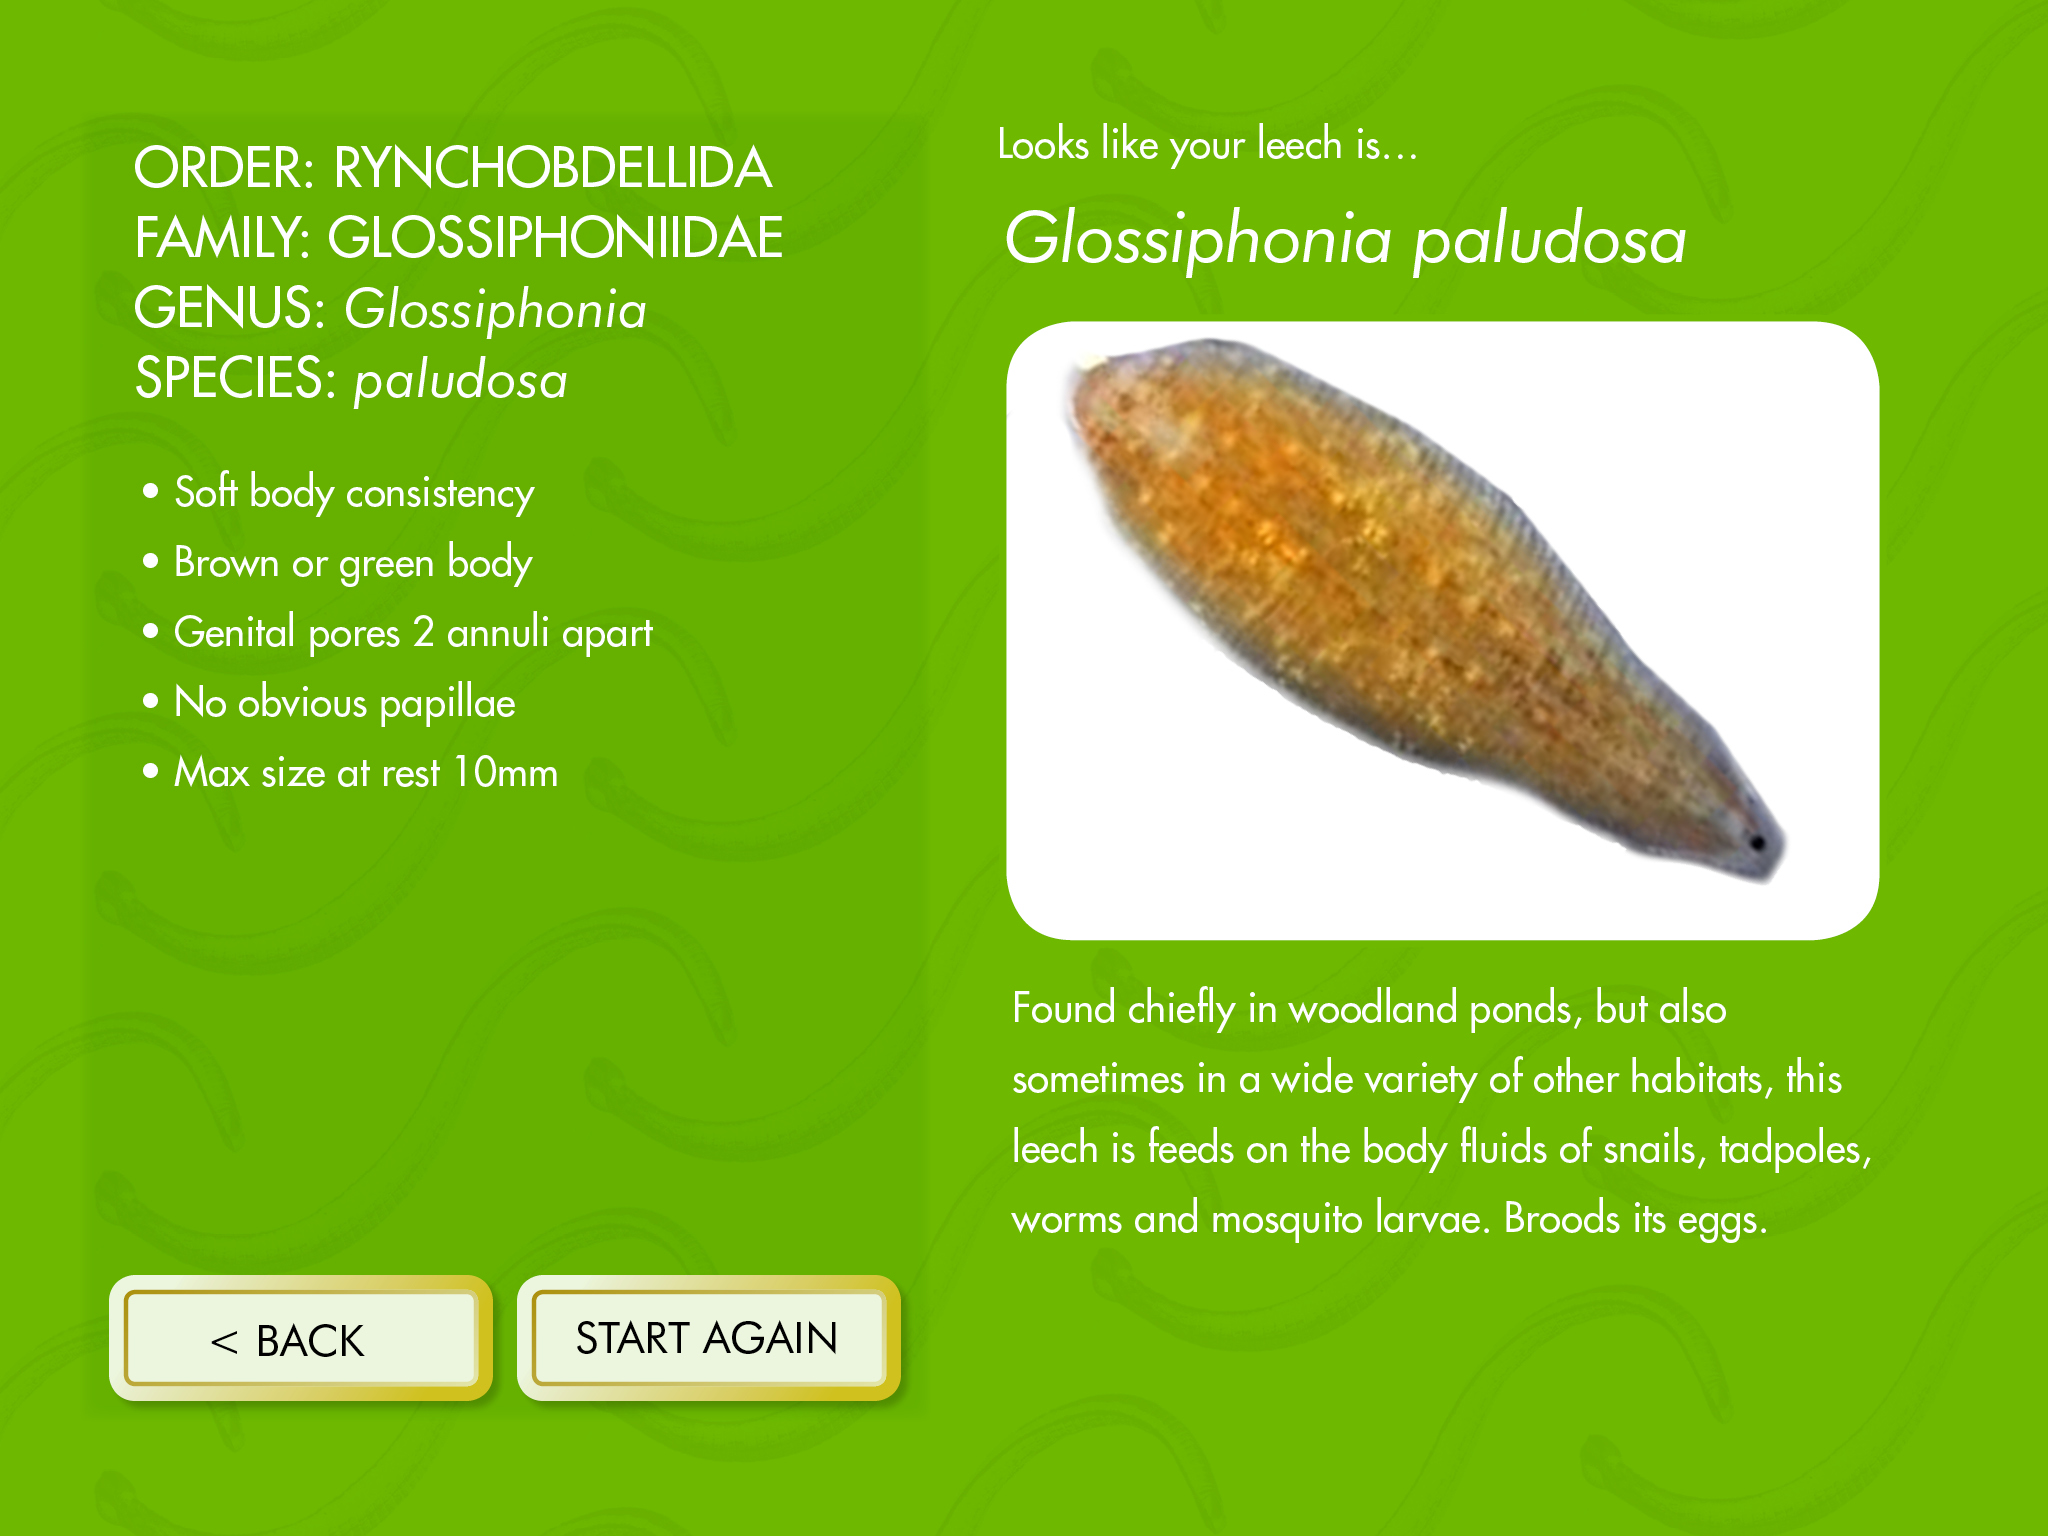 ORDER: RYNCHOBDELLIDA
FAMILY: GLOSSIPHONIIDAE
GENUS: Glossiphonia
SPECIES: paludosa
• Soft body consistency
• Brown or green body
• Genital pores 2 annuli apart
• No obvious papillae
• Max size at rest 10mm
< BACK
START AGAIN
Looks like your leech is...
Glossiphonia paludosa
Found chiefly in woodland ponds, but also
sometimes in a wide variety of other habitats, this
leech is feeds on the body fluids of snails, tadpoles,
worms and mosquito larvae. Broods its eggs.